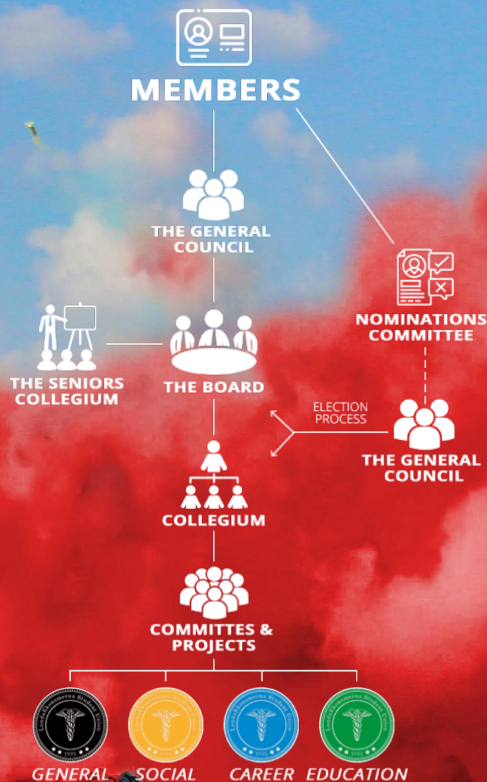 MEMBERS
THE GENERAL
COUNCIL
NOMINATIONS
COMMITTEE
THE SENIORS
COLLEGIUM
THE BOARD
ELECTION
PROCESS
THE GENERAL
COUNCIL
COLLEGIUM
COMMITTES &
PROJECTS
GENERAL
SOCIAL
CAREER
EDUCATION